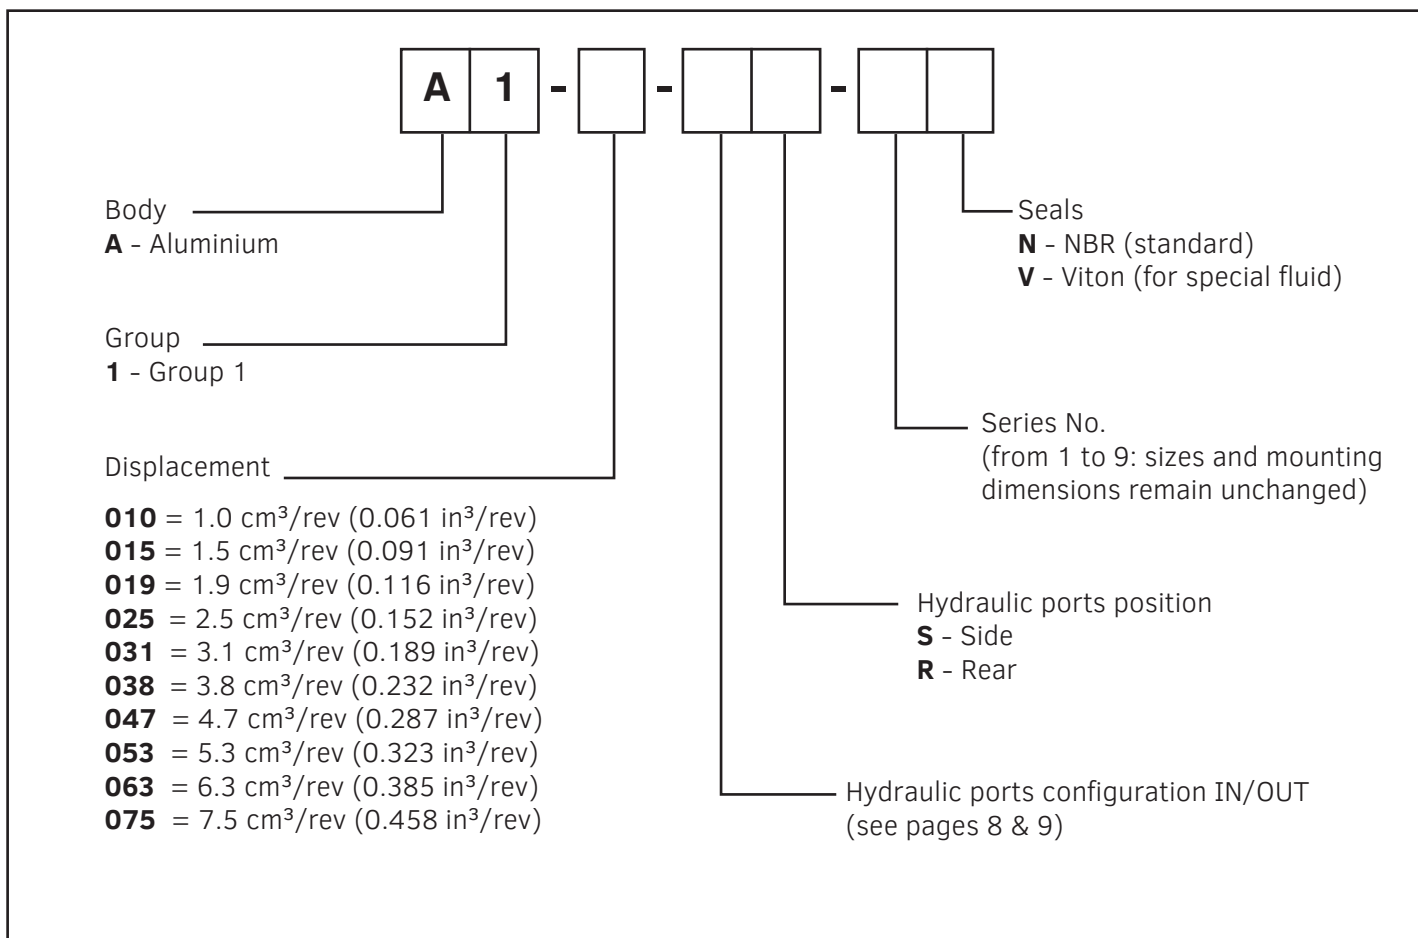 A 1 - - -
Body
A - Aluminium
Group
1 - Group 1
Displacement
010 = 1.0 cm³/rev (0.061 in³/rev)
015 = 1.5 cm³/rev (0.091 in³/rev)
019 = 1.9 cm³/rev (0.116 in³/rev)
025 = 2.5 cm³/rev (0.152 in³/rev)
031 = 3.1 cm³/rev (0.189 in³/rev)
038 = 3.8 cm³/rev (0.232 in³/rev)
047 = 4.7 cm³/rev (0.287 in³/rev)
053 = 5.3 cm³/rev (0.323 in³/rev)
063 = 6.3 cm³/rev (0.385 in³/rev)
075 = 7.5 cm³/rev (0.458 in³/rev)
Seals
N - NBR (standard)
V - Viton (for special fluid)
Series No.
(from 1 to 9: sizes and mounting
dimensions remain unchanged)
Hydraulic ports position
S - Side
R - Rear
Hydraulic ports configuration IN/OUT
(see pages 8 & 9)